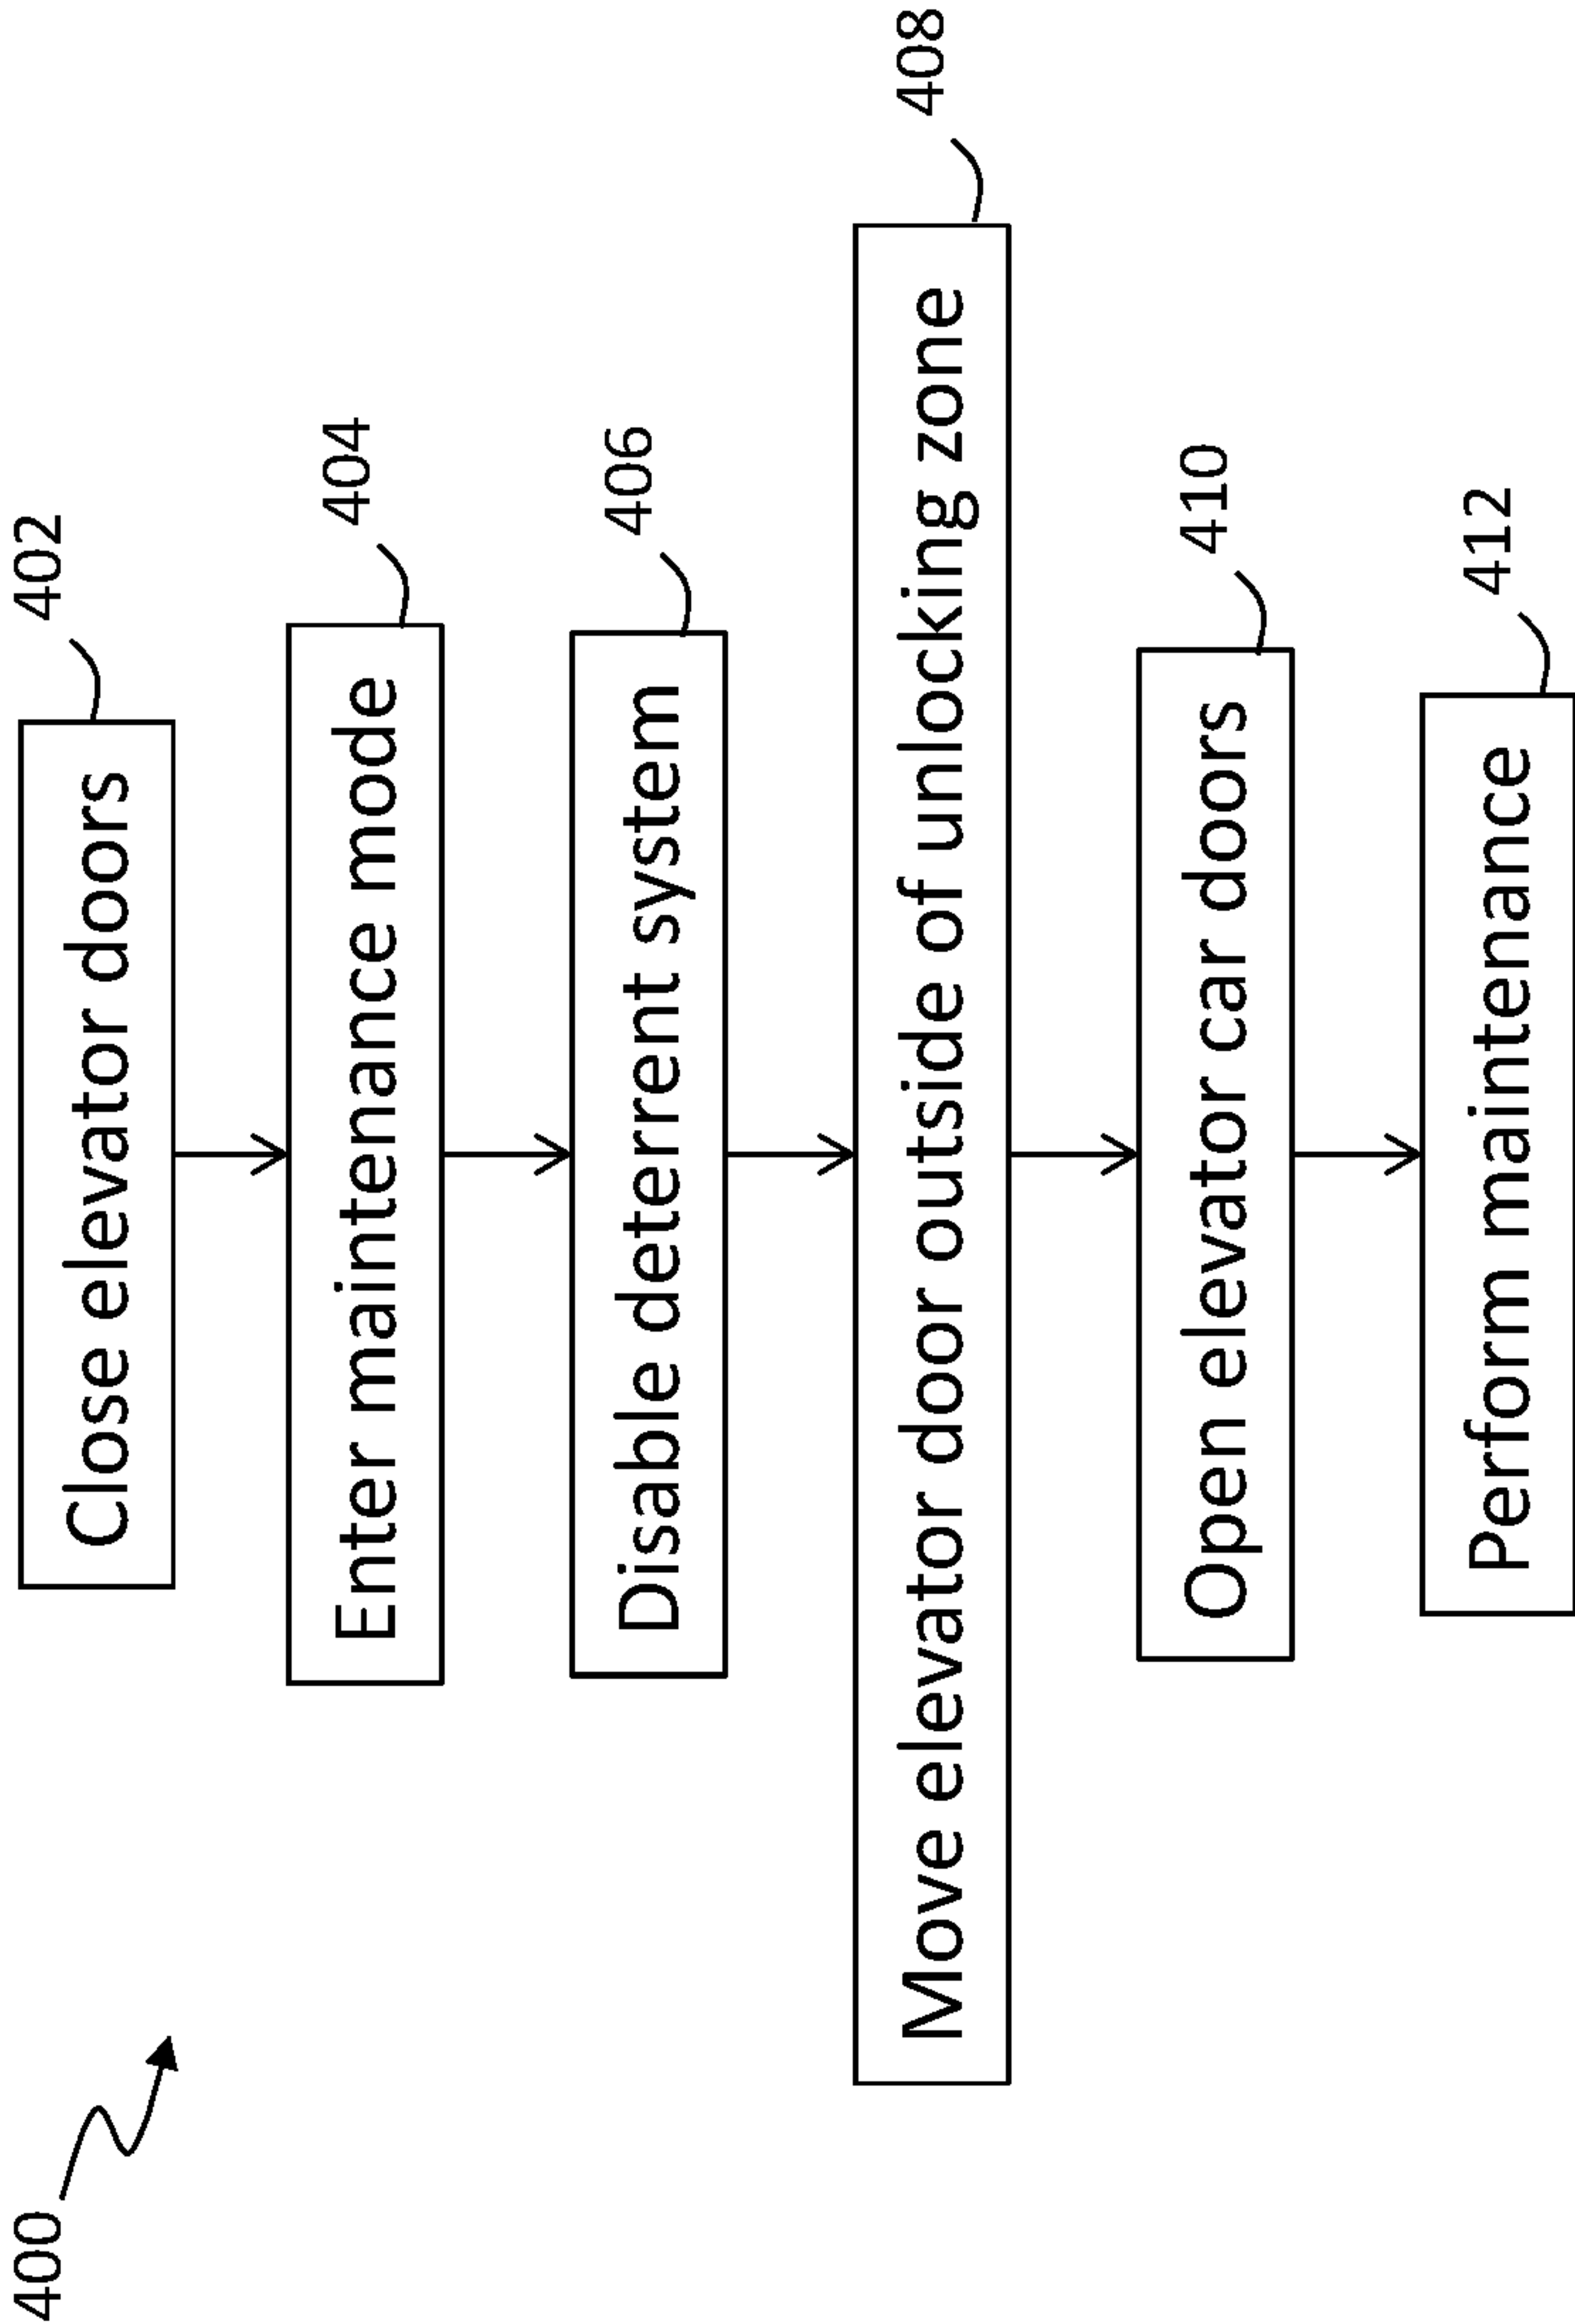 400
402
Close elevator doors
404
Enter maintenance mode
406
Disable deterrent system
408
Move elevator door outside of unlocking zone
410
Open elevator car doors
412
Perform maintenance